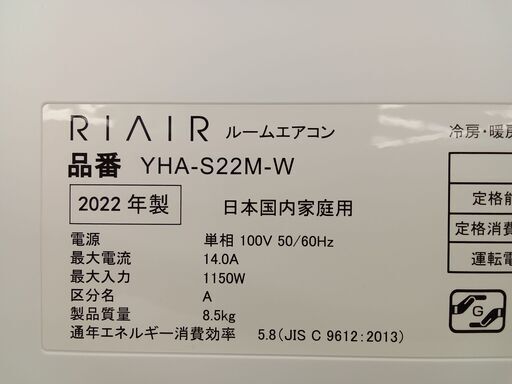 RIAIR ルームエアコン
品番 YHA-S22M-W
2022 年製 日本国内家庭用
電源 単相 100V 50/60Hz
最大電流 14.0A
最大入力 1150W
区分名 A
製品質量 8.5kg
通年エネルギー消費効率 5.8(JIS C 9612:2013)
冷房・暖房
定格能
定格消費
運転電
G